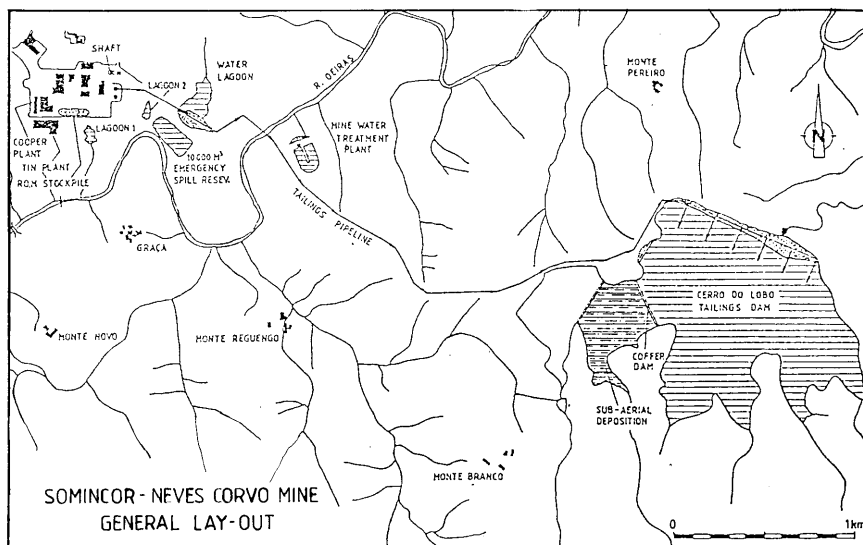 SHAFT
LAGOON 2
WATER
LAGOON
R. OEIRAS
MONTE
PEREIRO
N
LAGOON 1
COOPER
PLANT
TIN PLANT
R.O.M. STOCKPILE
10 000 M³
EMERGENCY
SPILL RESEV.
MINE WATER
TREATMENT
PLANT
TAILINGS PIPELINE
GRAÇA
CERRO DO LOBO
TAILINGS DAM
MONTE NOVO
MONTE REGUENGO
COFFER
DAM
SUB-AERIAL
DEPOSITION
MONTE BRANCO
SOMINCOR - NEVES CORVO MINE
GENERAL LAY-OUT
0 1km